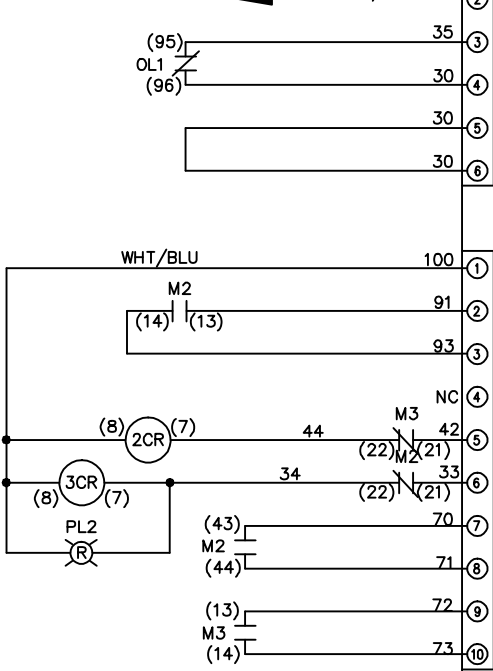 2
(95) 35 3
OL1
(96) 30 4
30 5
30 6
WHT/BLU 100 1
M2 91 2
(14) (13)
93 3
NC 4
M3
(8) 2CR (7) 44 (22) (21) 42 5
M2
(8) 3CR (7) 34 (22) (21) 33 6
PL2
R
(43) 70 7
M2
(44) 71 8
(13) 72 9
M3
(14) 73 10